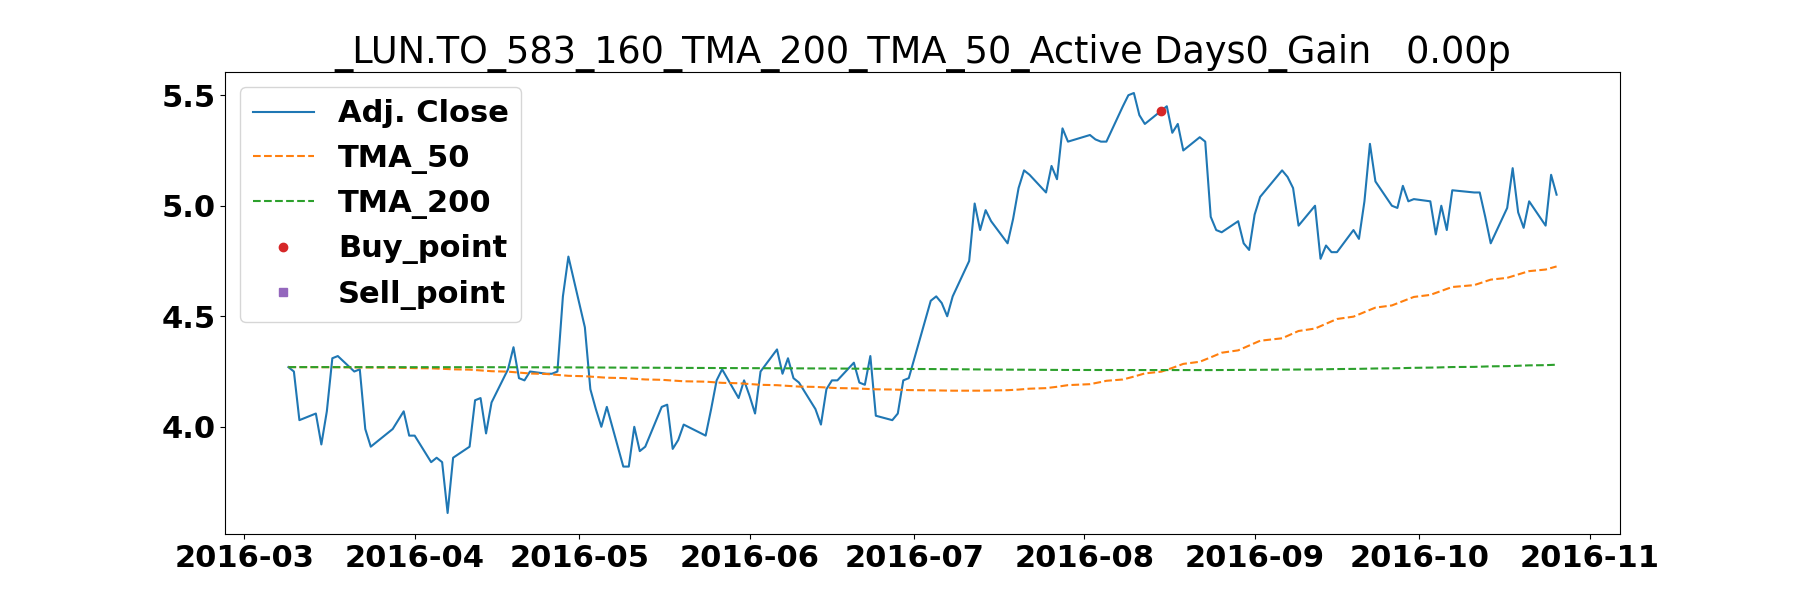 _LUN.TO_583_160_TMA_200_TMA_50_Active Days0_Gain   0.00p
5.5
5.0
4.5
4.0
Adj. Close
TMA_50
TMA_200
Buy_point
Sell_point
2016-03 2016-04 2016-05 2016-06 2016-07 2016-08 2016-09 2016-10 2016-11